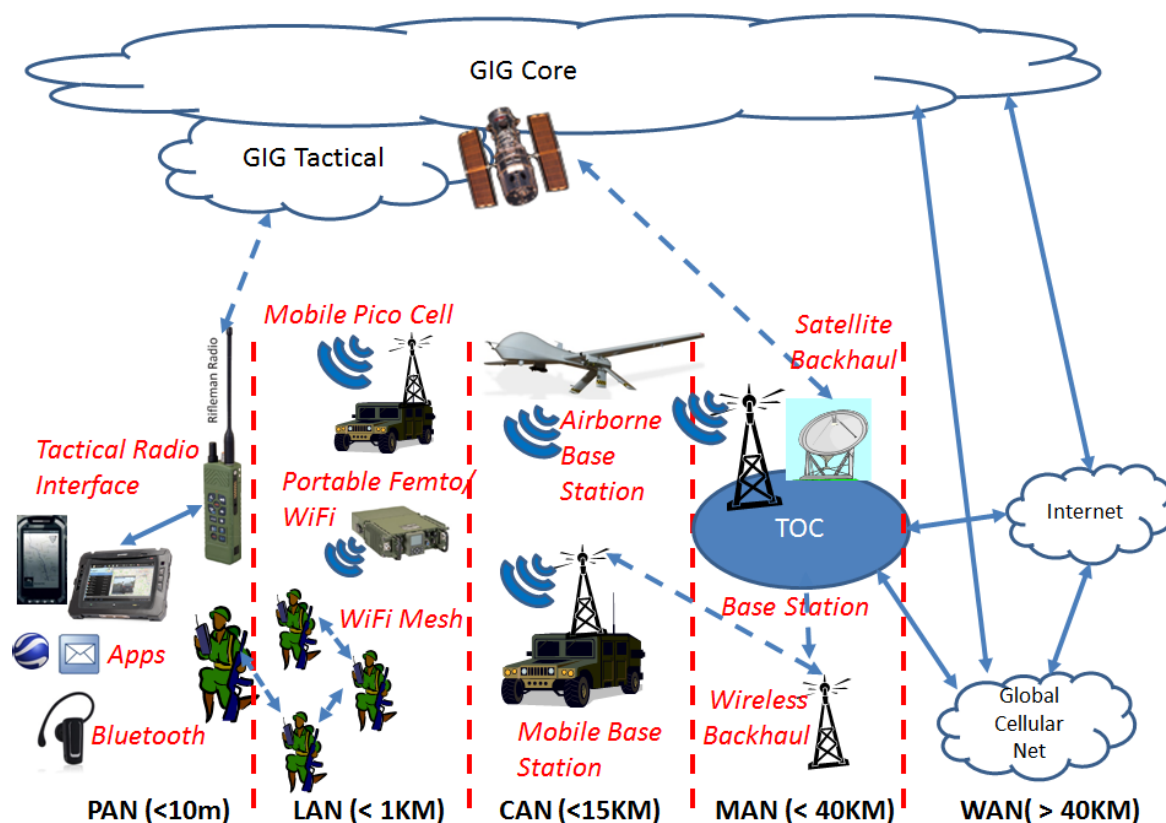 GIG Core
GIG Tactical
Rifleman Radio
Mobile Pico Cell
Satellite
Backhaul
Tactical Radio
Interface
Portable Femto/
WiFi
Airborne
Base
Station
TOC
Internet
WiFi Mesh
Base Station
Apps
Bluetooth
Mobile Base
Station
Wireless
Backhaul
Global
Cellular
Net
PAN (<10m)
LAN (< 1KM)
CAN (<15KM)
MAN (< 40KM)
WAN( > 40KM)